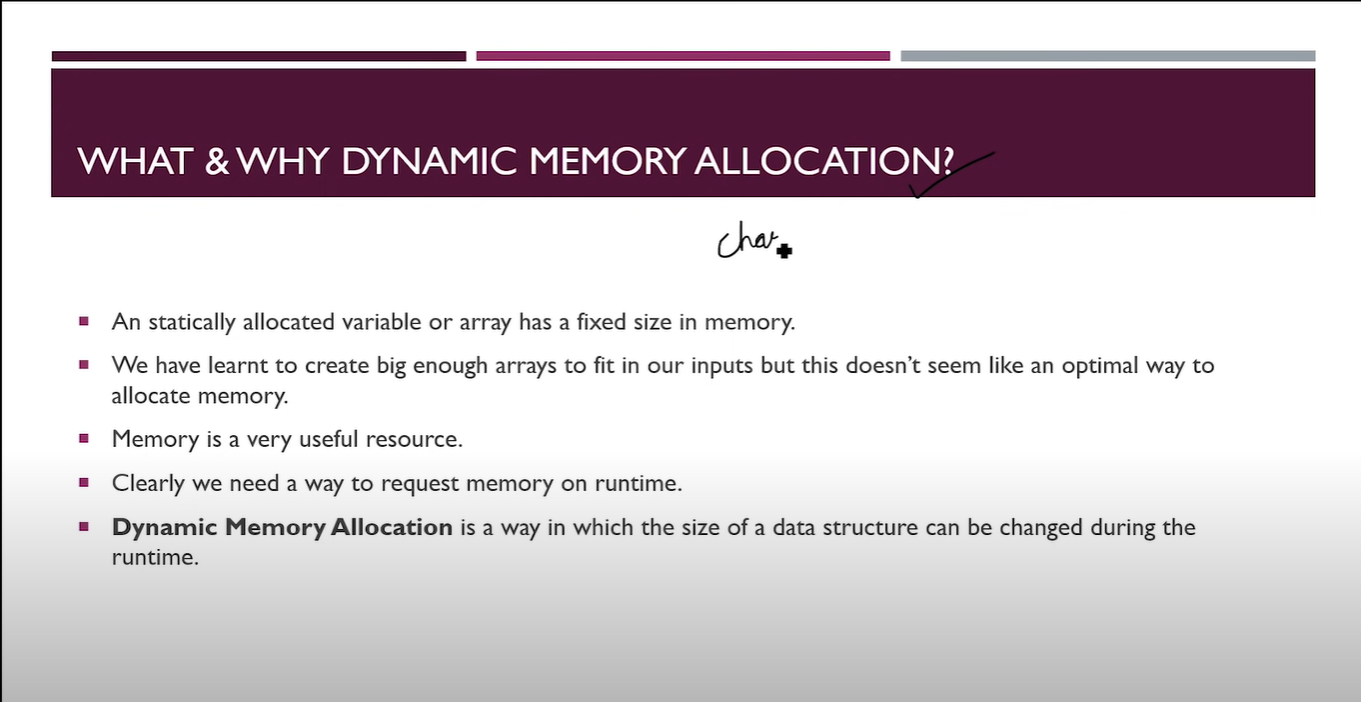 WHAT & WHY DYNAMIC MEMORY ALLOCATION?
char
An statically allocated variable or array has a fixed size in memory.
We have learnt to create big enough arrays to fit in our inputs but this doesn't seem like an optimal way to
allocate memory.
Memory is a very useful resource.
Clearly we need a way to request memory on runtime.
Dynamic Memory Allocation is a way in which the size of a data structure can be changed during the
runtime.